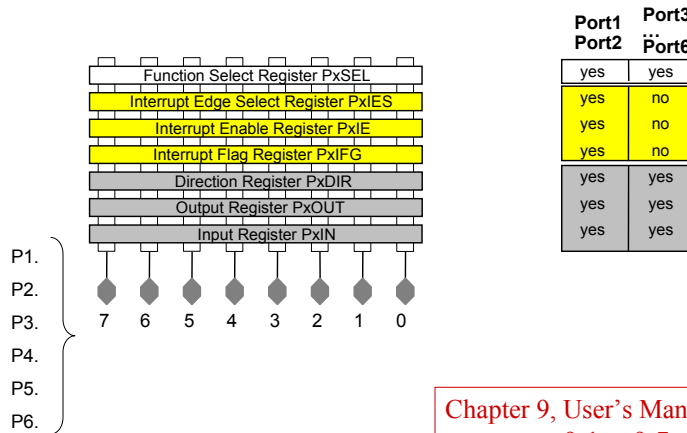 Port1 Port3
Port2 ... Port6
Function Select Register PxSEL yes yes
Interrupt Edge Select Register PxIES yes no
Interrupt Enable Register PxIE yes no
Interrupt Flag Register PxIFG yes no
Direction Register PxDIR yes yes
Output Register PxOUT yes yes
Input Register PxIN yes yes
P1.
P2.
P3. 7 6 5 4 3 2 1 0
P4.
P5.
P6.
Chapter 9, User's Man